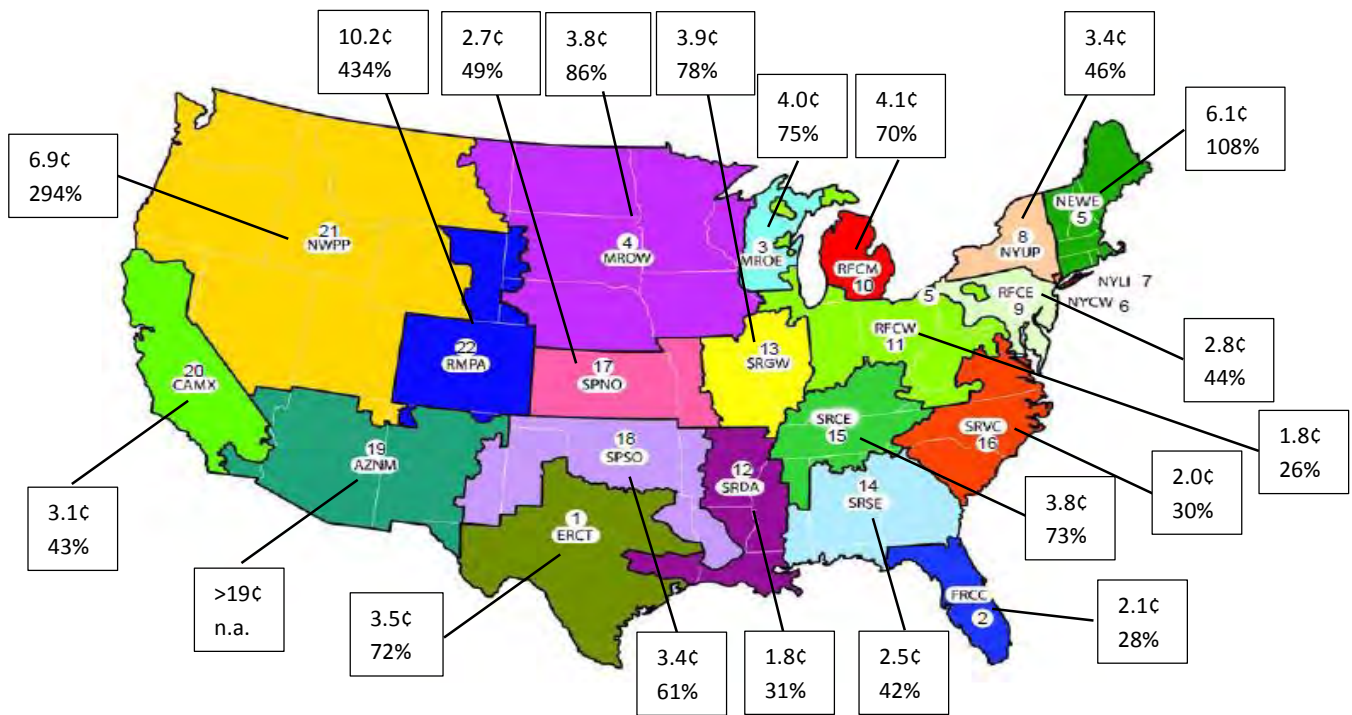 10.2¢
434%
2.7¢
49%
3.8¢
86%
3.9¢
78%
3.4¢
46%
4.0¢
75%
4.1¢
70%
6.1¢
108%
6.9¢
294%
21
NWPP
4
MROW
3
MROE
RFCM
10
NEWE
5
8
NYUP
NYLI 7
NYCW 6
5
RFCE
9
RFCW
11
2.8¢
44%
20
CAMX
22
RMPA
17
SPNO
13
SRGW
SRCE
15
SRVC
16
1.8¢
26%
19
AZNM
18
SPSO
12
SRDA
14
SRSE
2.0¢
30%
3.1¢
43%
1
ERCT
3.8¢
73%
FRCC
2
>19¢
n.a.
3.5¢
72%
3.4¢
61%
1.8¢
31%
2.5¢
42%
2.1¢
28%